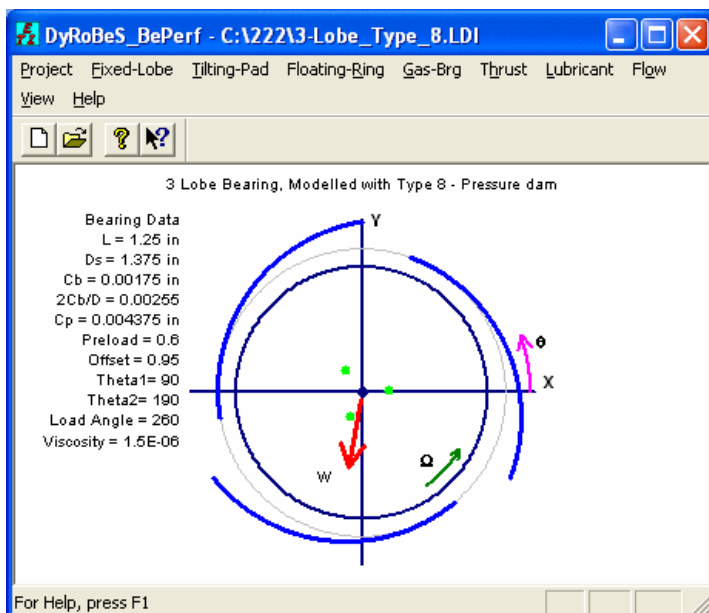 DyRoBeS_BePerf - C:\222\3-Lobe_Type_8.LDI
Project Fixed-Lobe Tilting-Pad Floating-Ring Gas-Brg Thrust Lubricant Flow
View Help
3 Lobe Bearing, Modelled with Type 8 - Pressure dam
Bearing Data
L = 1.25 in
Ds = 1.375 in
Cb = 0.00175 in
2Cb/D = 0.00255
Cp = 0.004375 in
Preload = 0.6
Offset = 0.95
Theta1= 90
Theta2= 190
Load Angle = 260
Viscosity = 1.5E-06
Y
θ
X
Ω
W
For Help, press F1